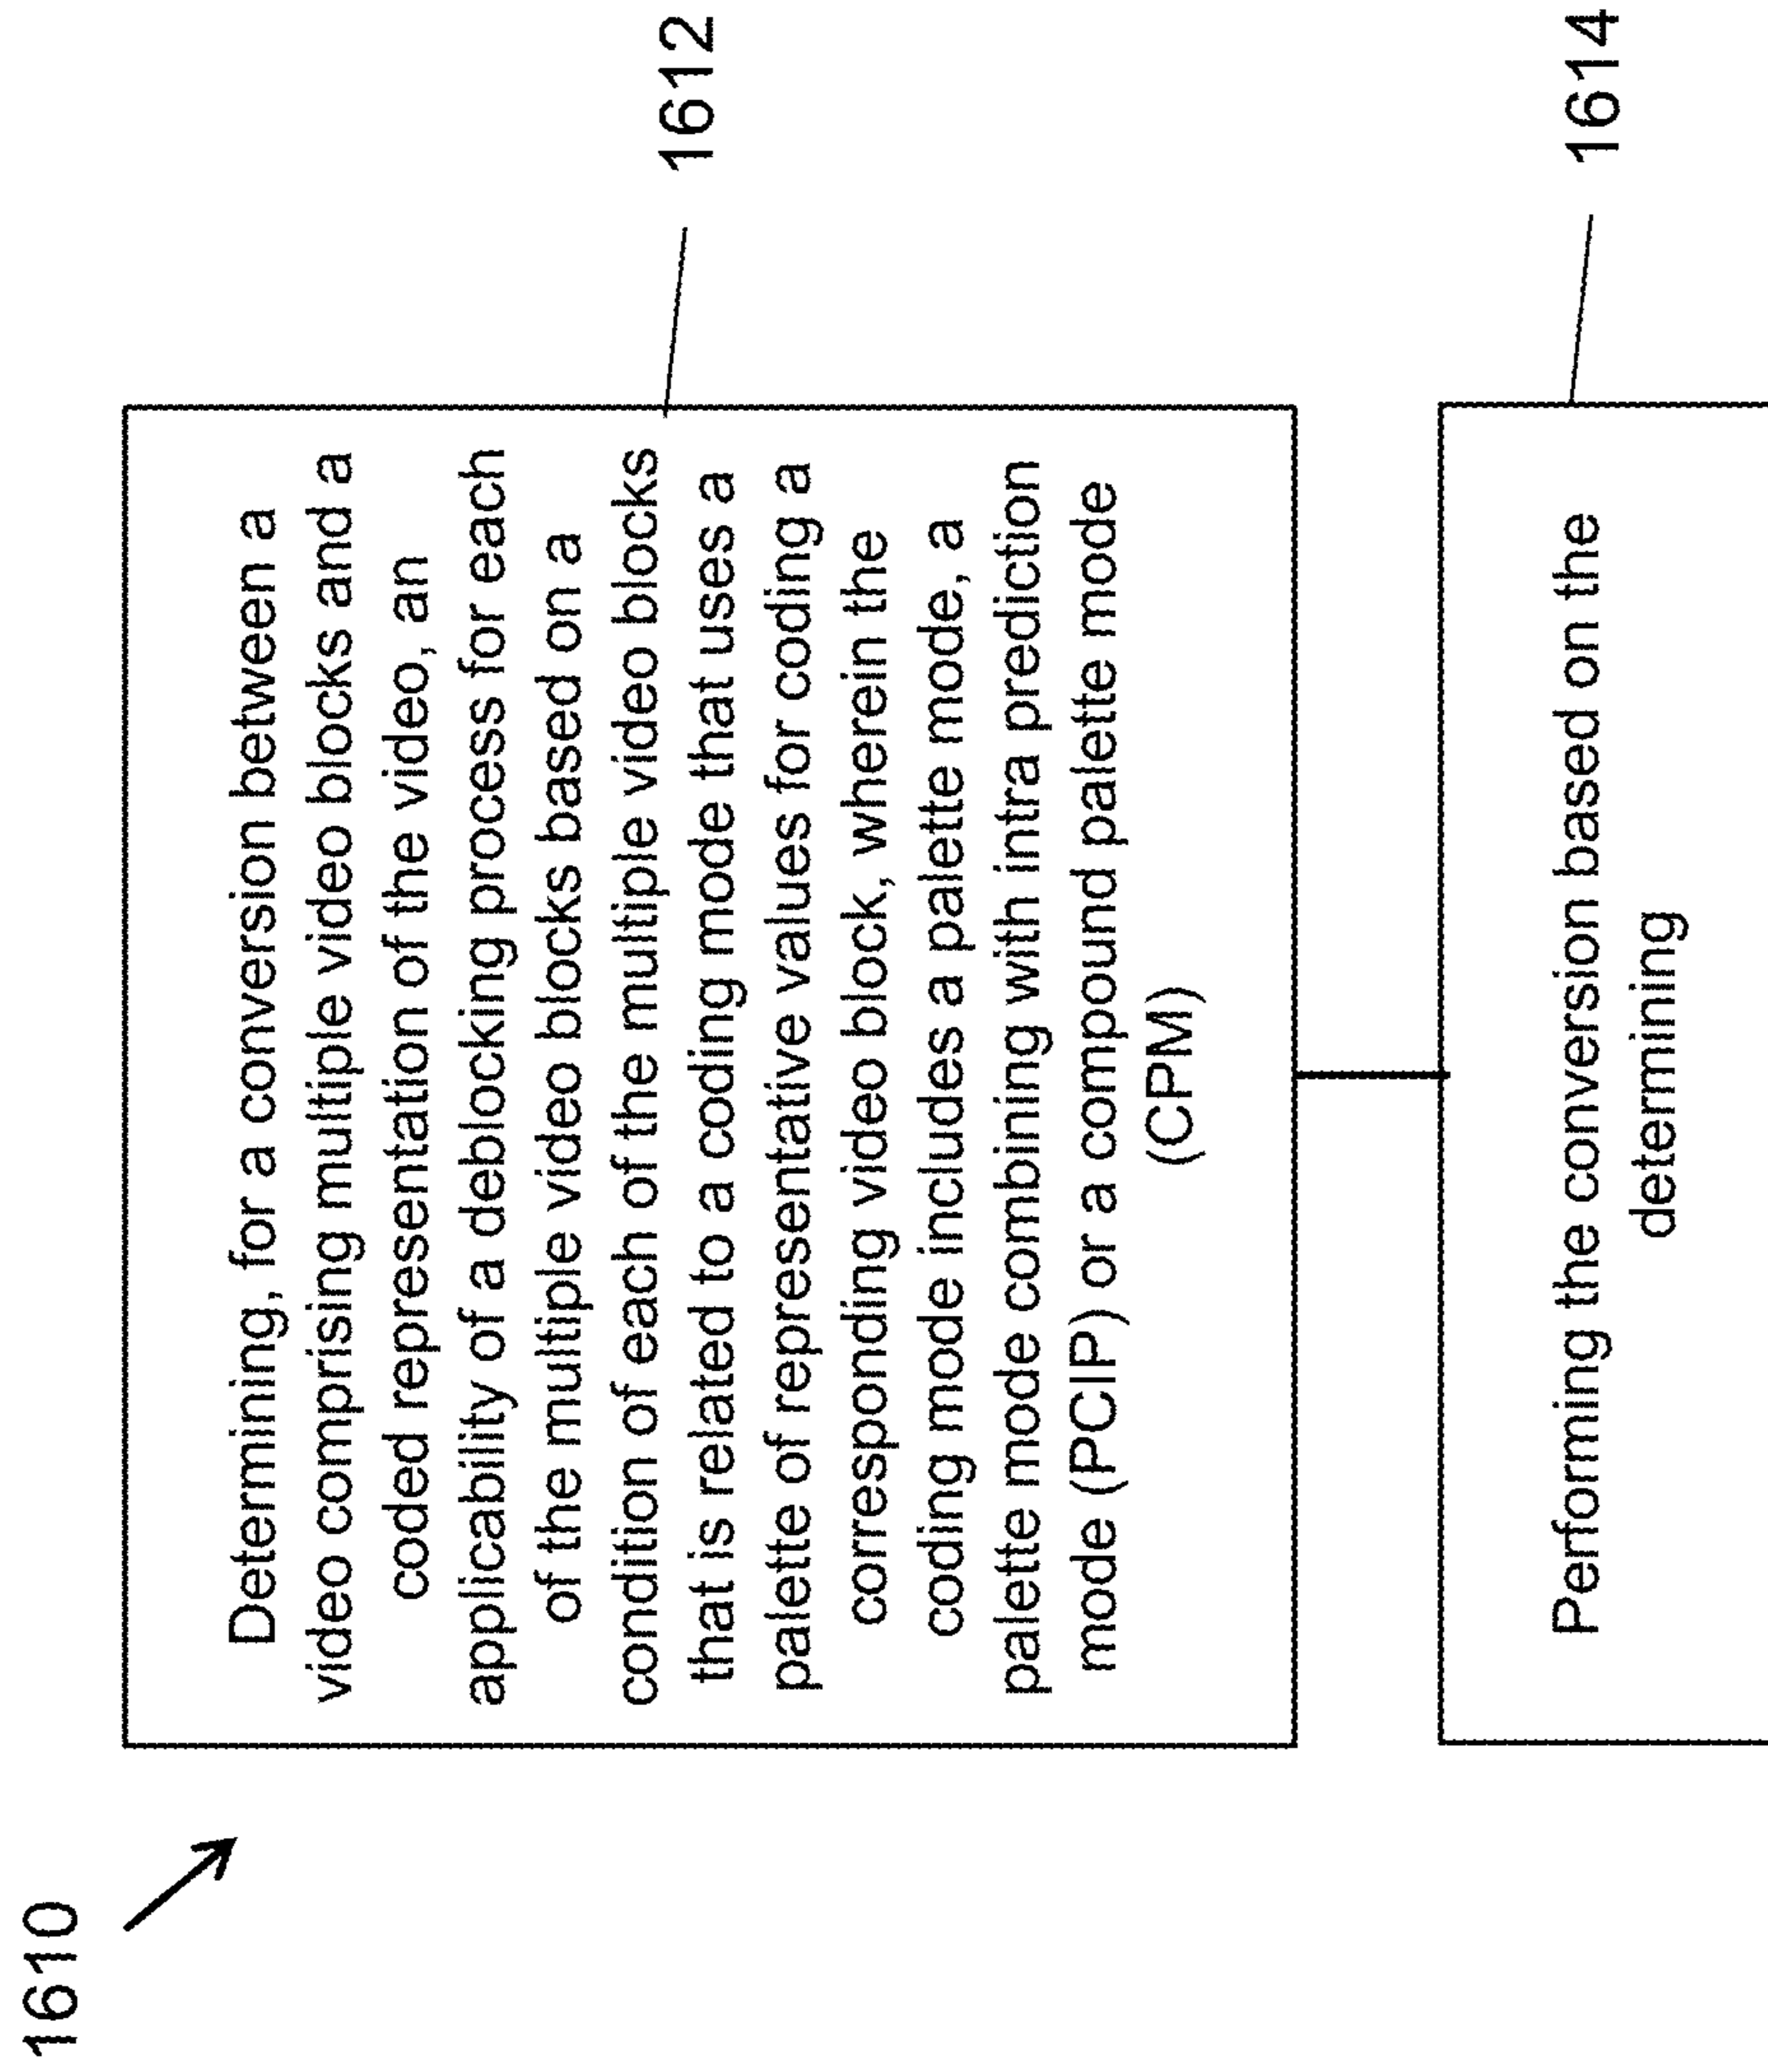 1610
Determining, for a conversion between a
video comprising multiple video blocks and a
coded representation of the video, an
applicability of a deblocking process for each
of the multiple video blocks based on a
condition of each of the multiple video blocks
that is related to a coding mode that uses a
palette of representative values for coding a
corresponding video block, wherein the
coding mode includes a palette mode, a
palette mode combining with intra prediction
mode (PCIP) or a compound palette mode
(CPM)
1612
Performing the conversion based on the
determining
1614